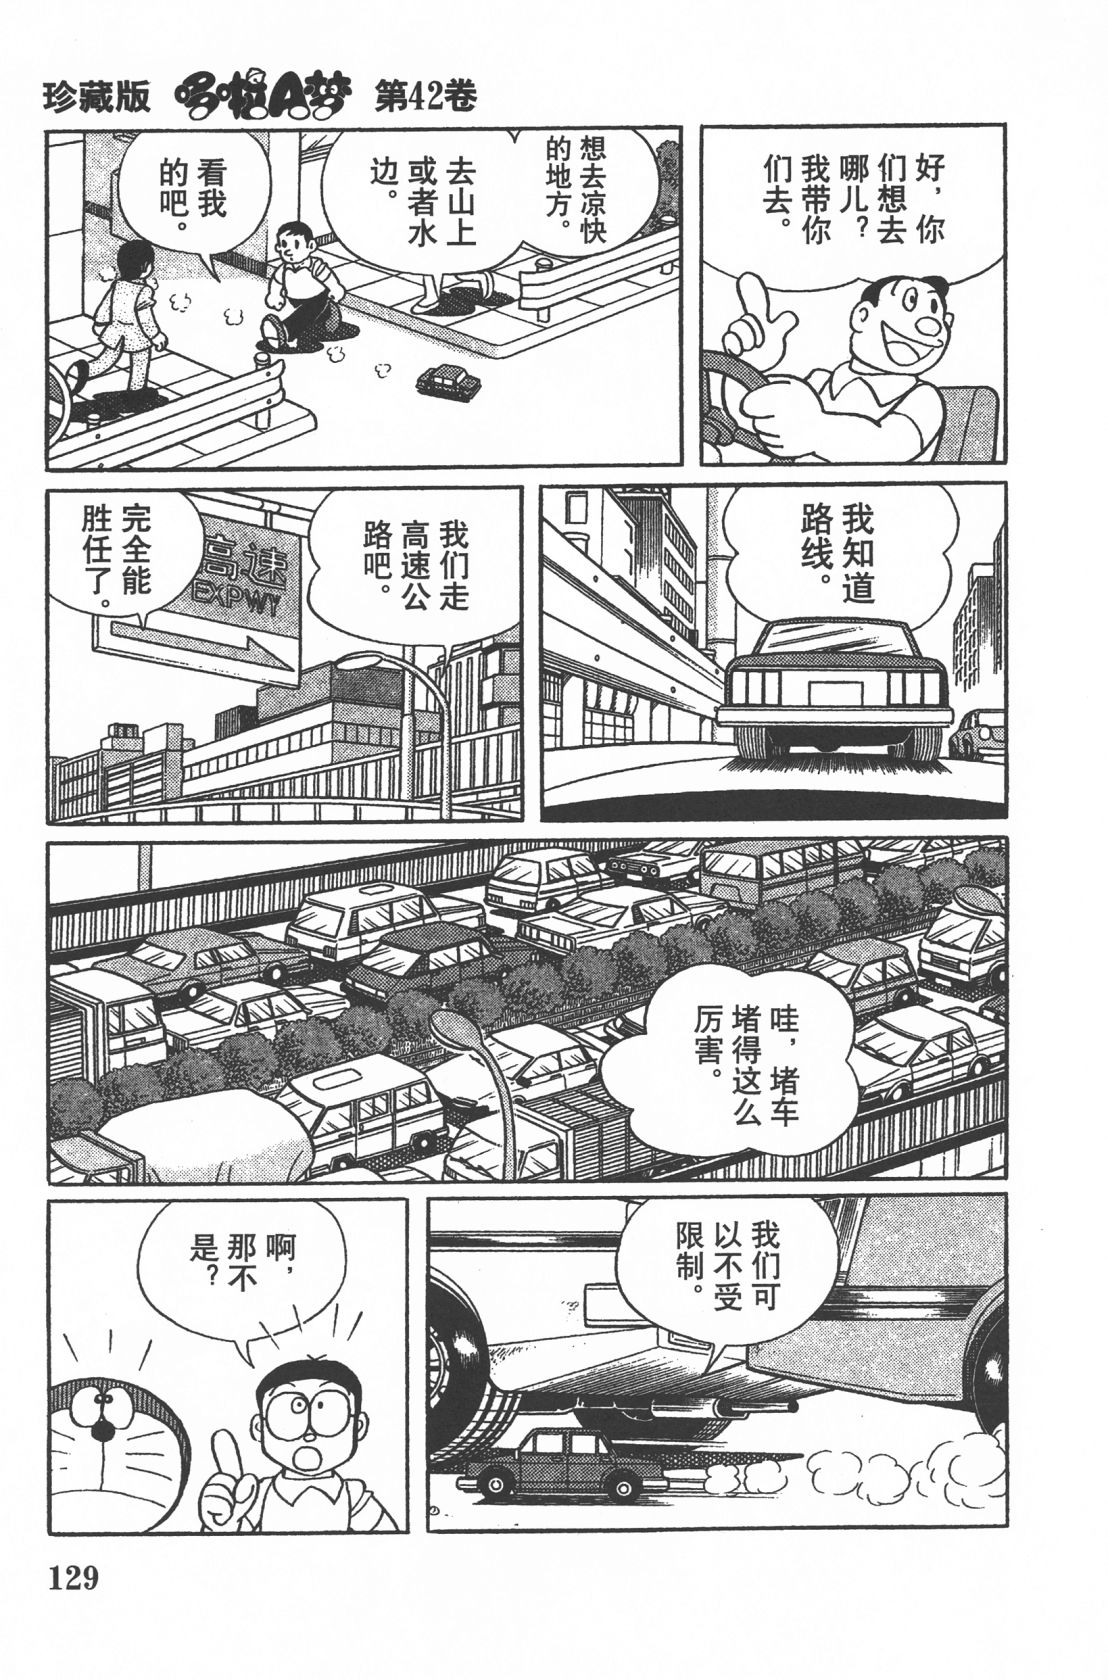 珍藏版 哆啦A梦 第42卷
好，你
们想去
哪儿？
我带你
们去。
想去凉快
的地方。
去山上
或者水
边。
看我
的吧。
我知道
路线。
我们走
高速公
路吧。
完全能
胜任了。
高速
EXPWY
哇，堵车
堵得这么
厉害。
我们可
以不受
限制。
啊，
那不
是？
129